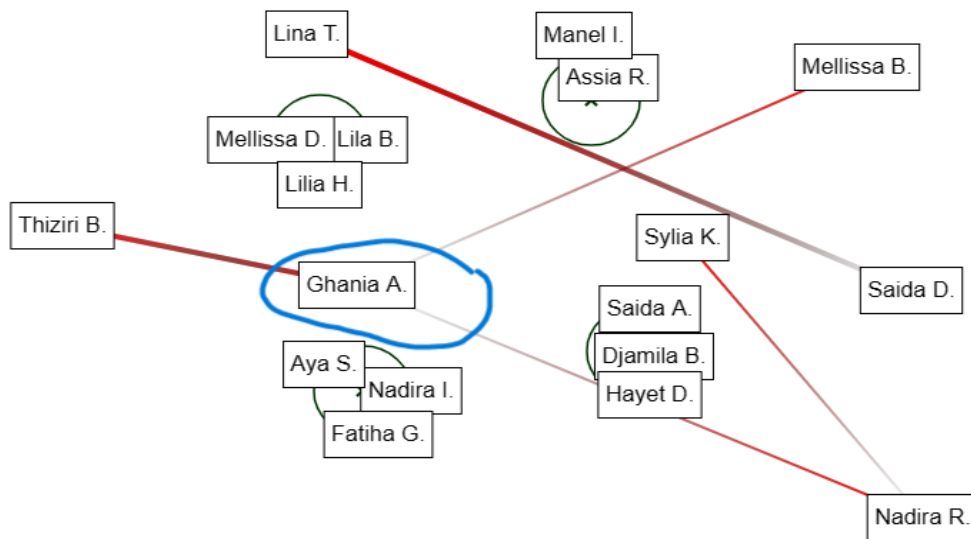 Lina T.
Manel I.
Assia R.
Mellissa B.
Mellissa D.
Lila B.
Lilia H.
Thiziri B.
Sylia K.
Ghania A.
Saida D.
Saida A.
Djamila B.
Hayet D.
Aya S.
Nadira I.
Fatiha G.
Nadira R.